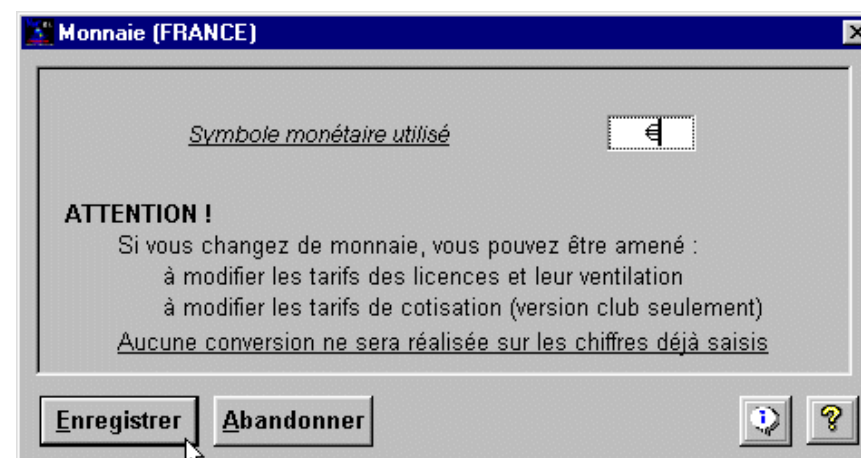 Monnaie (FRANCE)
Symbole monétaire utilisé €
ATTENTION !
Si vous changez de monnaie, vous pouvez être amené :
à modifier les tarifs des licences et leur ventilation
à modifier les tarifs de cotisation (version club seulement)
Aucune conversion ne sera réalisée sur les chiffres déjà saisis
Enregistrer Abandonner ?